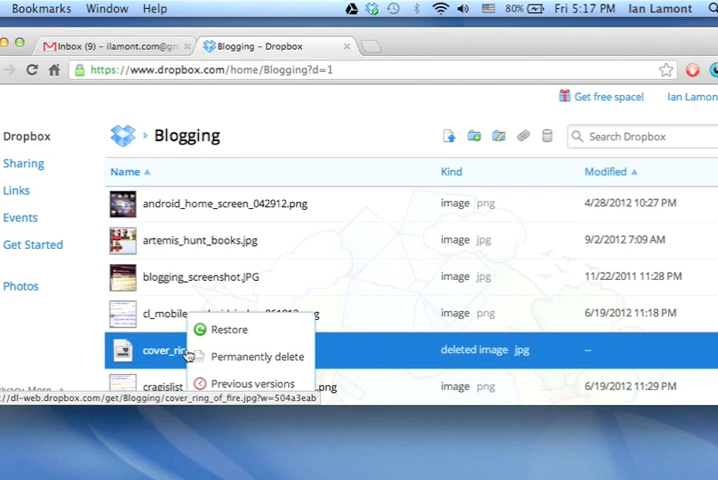 Bookmarks Window Help 80% Fri 5:17 PM Ian Lamont
Inbox (9) – ilamont.com@gm Blogging – Dropbox
https://www.dropbox.com/home/Blogging?d=1
Get free space! Ian Lamon
Dropbox
Sharing
Links
Events
Get Started
Photos
Blogging
Search Dropbox
Name Kind Modified
android_home_screen_042912.png image png 4/28/2012 10:27 PM
artemis_hunt_books.jpg image jpg 9/2/2012 7:09 AM
blogging_screenshot.JPG image jpg 11/22/2011 11:28 PM
cl_mobile image jpg 6/19/2012 11:18 PM
Restore
cover_rin deleted image jpg –
Permanently delete
Previous versions
cragislist .png image png 6/19/2012 11:29 PM
ivacy More
://dl-web.dropbox.com/get/Blogging/cover_ring_of_fire.jpg?w=504a3eab